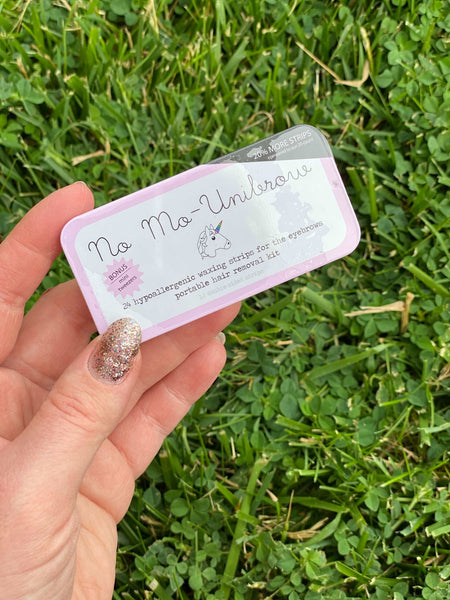 20% MORE STRIPS
No Mo-Unibrow
BONUS
mini
tweezers
24 hypoallergenic waxing strips for the eyebrows
portable hair removal kit